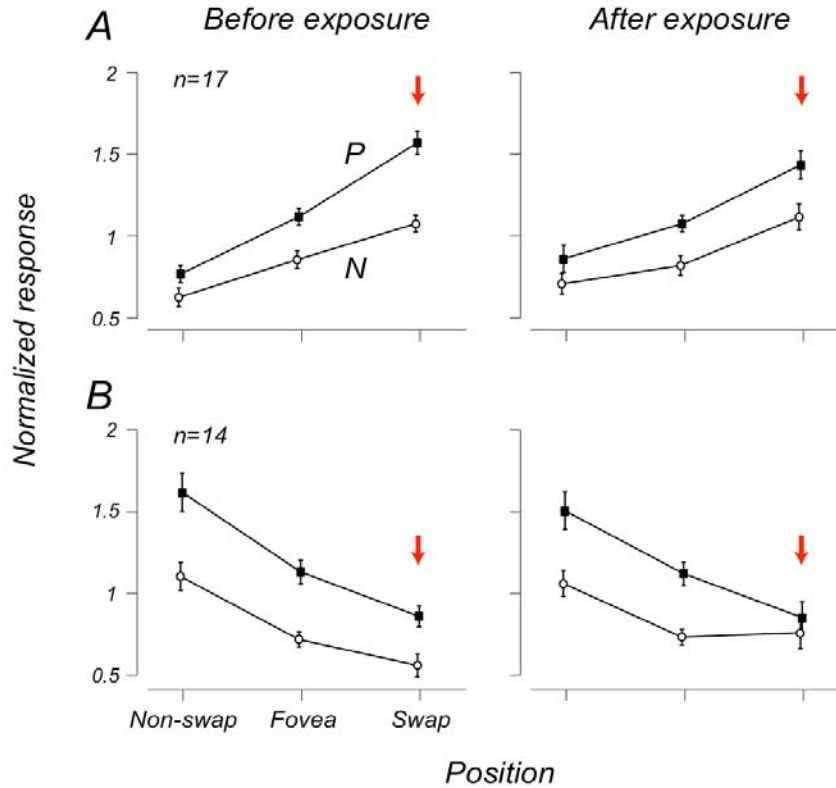 A
Before exposure
After exposure
2
n=17
1.5
P
1
N
0.5
Normalized response
B
2
n=14
1.5
1
0.5
Non-swap
Fovea
Swap
Position